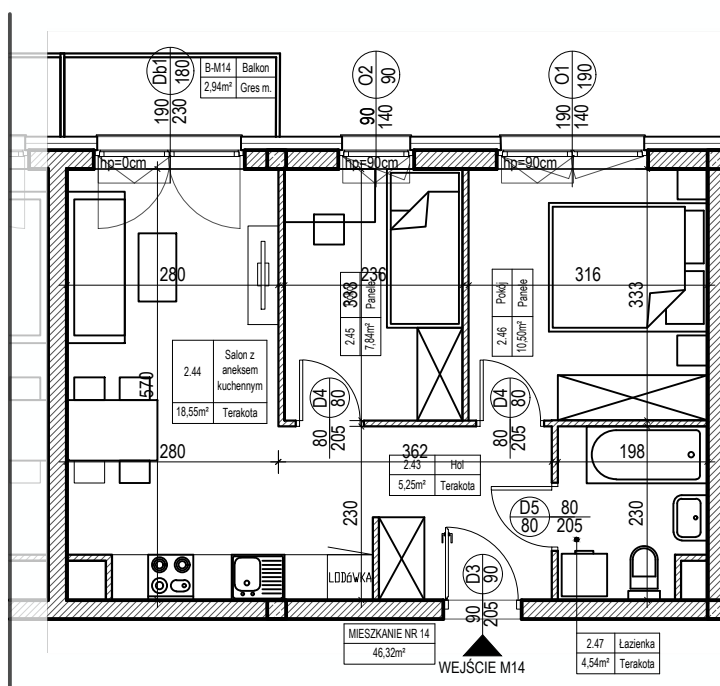 Db1 180
190 230
B-M14 Balkon
2,94m² Gres m.
O2 90
90 140
O1 190
190 140
hp=0cm
hp=90cm
hp=90cm
280
236
316
333
333
2.45 7,84m² Panele
Pokój Panele
2.46 10,50m²
2.44
Salon z
aneksem
kuchennym
18,55m² Terakota
570
D4 80
80 205
D4 80
80 205
280
362
198
2.43 Hol
5,25m² Terakota
230
230
D5 80
80 205
LODÓWKA
D3 90
90 205
MIESZKANIE NR 14
46,32m²
WEJŚCIE M14
2.47 Łazienka
4,54m² Terakota